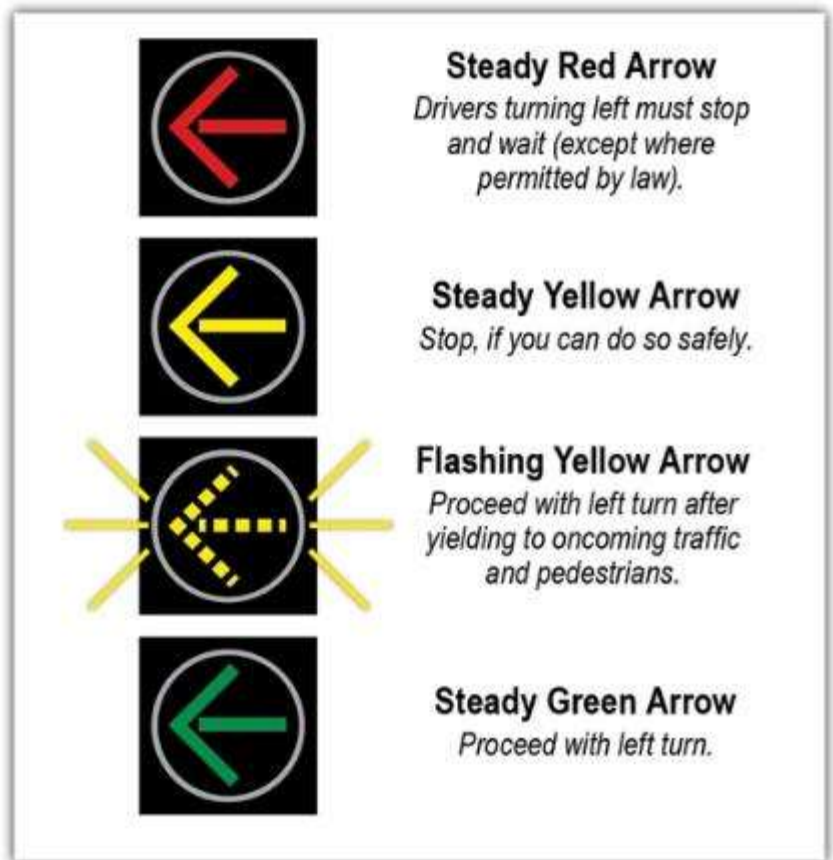 Steady Red Arrow
Drivers turning left must stop
and wait (except where
permitted by law).
Steady Yellow Arrow
Stop, if you can do so safely.
Flashing Yellow Arrow
Proceed with left turn after
yielding to oncoming traffic
and pedestrians.
Steady Green Arrow
Proceed with left turn.